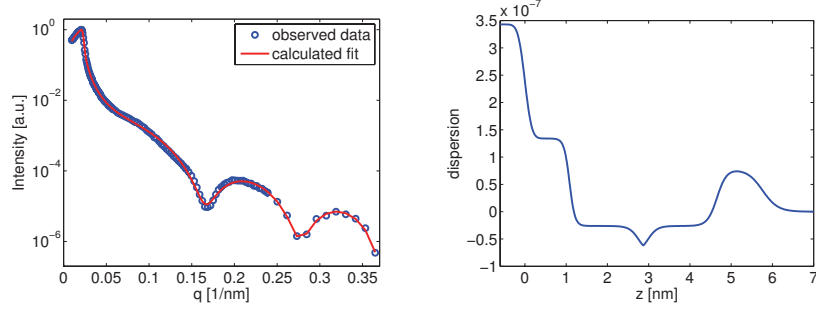 10^0
10^-2
10^-4
10^-6
Intensity [a.u.]
observed data
calculated fit
0 0.05 0.1 0.15 0.2 0.25 0.3 0.35
q [1/nm]
3.5 x 10^-7
3
2.5
2
1.5
1
0.5
0
−0.5
−1
dispersion
0 1 2 3 4 5 6 7
z [nm]